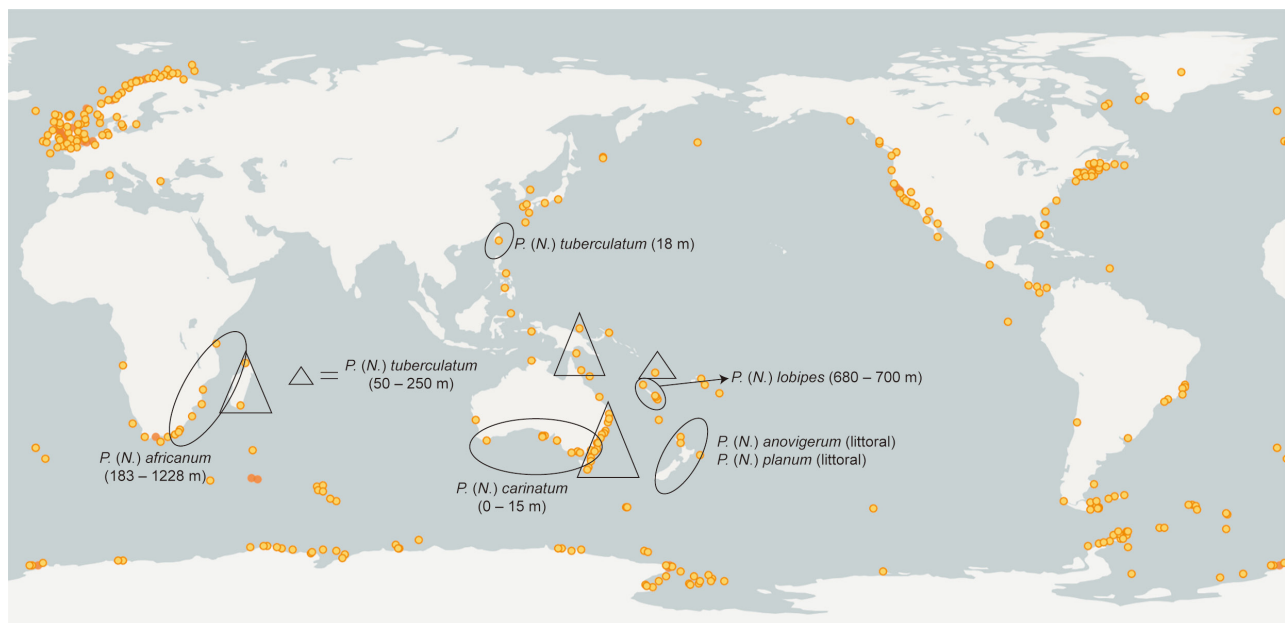 P. (N.) tuberculatum (18 m)
= P. (N.) tuberculatum
(50 – 250 m)
P. (N.) lobipes (680 – 700 m)
P. (N.) anovigerum (littoral)
P. (N.) planum (littoral)
P. (N.) africanum
(183 – 1228 m)
P. (N.) carinatum
(0 – 15 m)